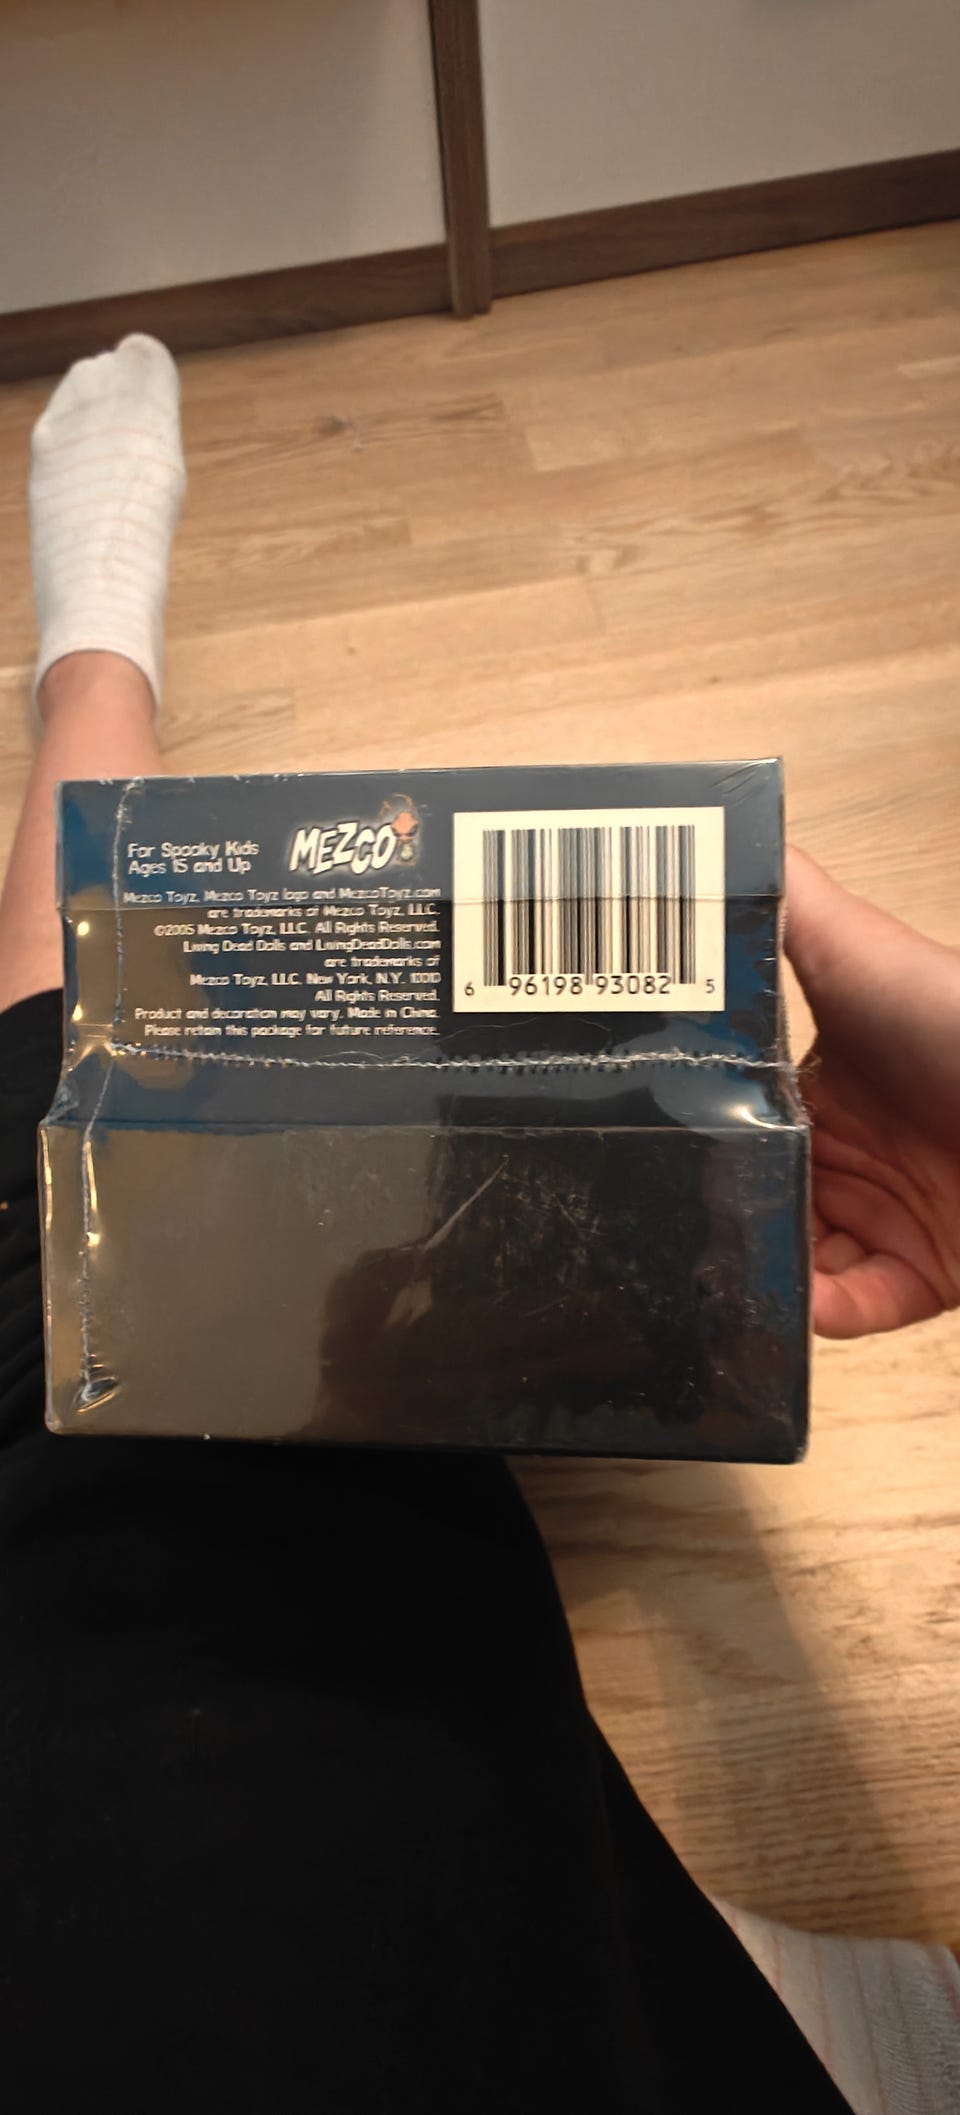 For Spooky Kids
Ages 15 and Up
MEZCO
Mezco Toyz, Mezco Toyz logo and MezcoToyz.com
are trademarks of Mezco Toyz, LLC.
©2005 Mezco Toyz, LLC. All Rights Reserved.
Living Dead Dolls and LivingDeadDolls.com
are trademarks of
Mezco Toyz, LLC. New York, N.Y. 10010
All Rights Reserved.
Product and decoration may vary. Made in China.
Please retain this package for future reference.
6 96198 93082 5